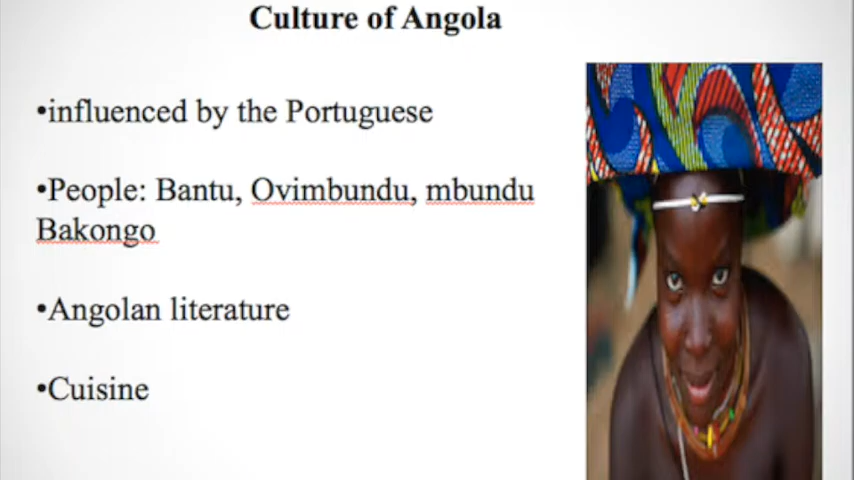 Culture of Angola
•influenced by the Portuguese
•People: Bantu, Ovimbundu, mbundu
Bakongo
•Angolan literature
•Cuisine